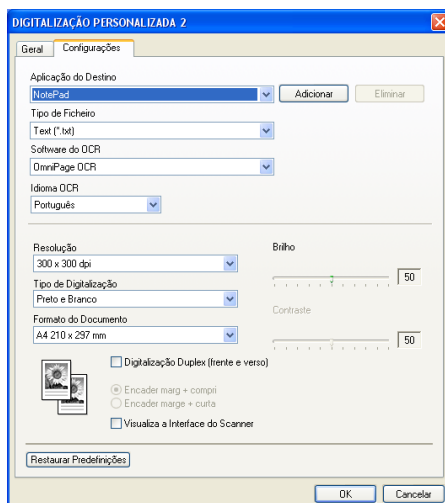 DIGITALIZAÇÃO PERSONALIZADA 2
Geral Configurações
Aplicação do Destino
NotePad Adicionar Eliminar
Tipo de Ficheiro
Text (*.txt)
Software do OCR
OmniPage OCR
Idioma OCR
Português
Resolução Brilho
300 x 300 dpi
50
Tipo de Digitalização
Preto e Branco
Contraste
Formato do Documento
A4 210 x 297 mm 50
Digitalização Duplex (frente e verso)
Encader marg + compri
Encader marge + curta
Visualiza a Interface do Scanner
Restaurar Predefinições
OK Cancelar